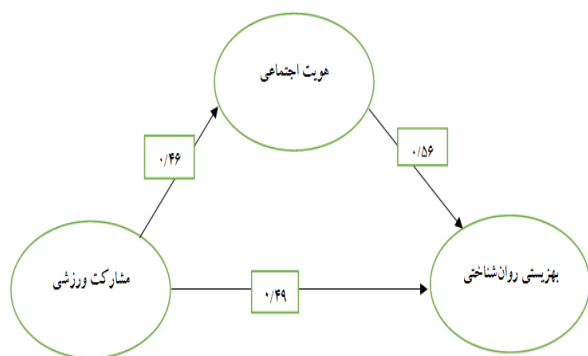 هویت اجتماعی
۰/۴۶
۰/۵۶
مشارکت ورزشی
بهزیستی روان‌شناختی
۰/۴۹